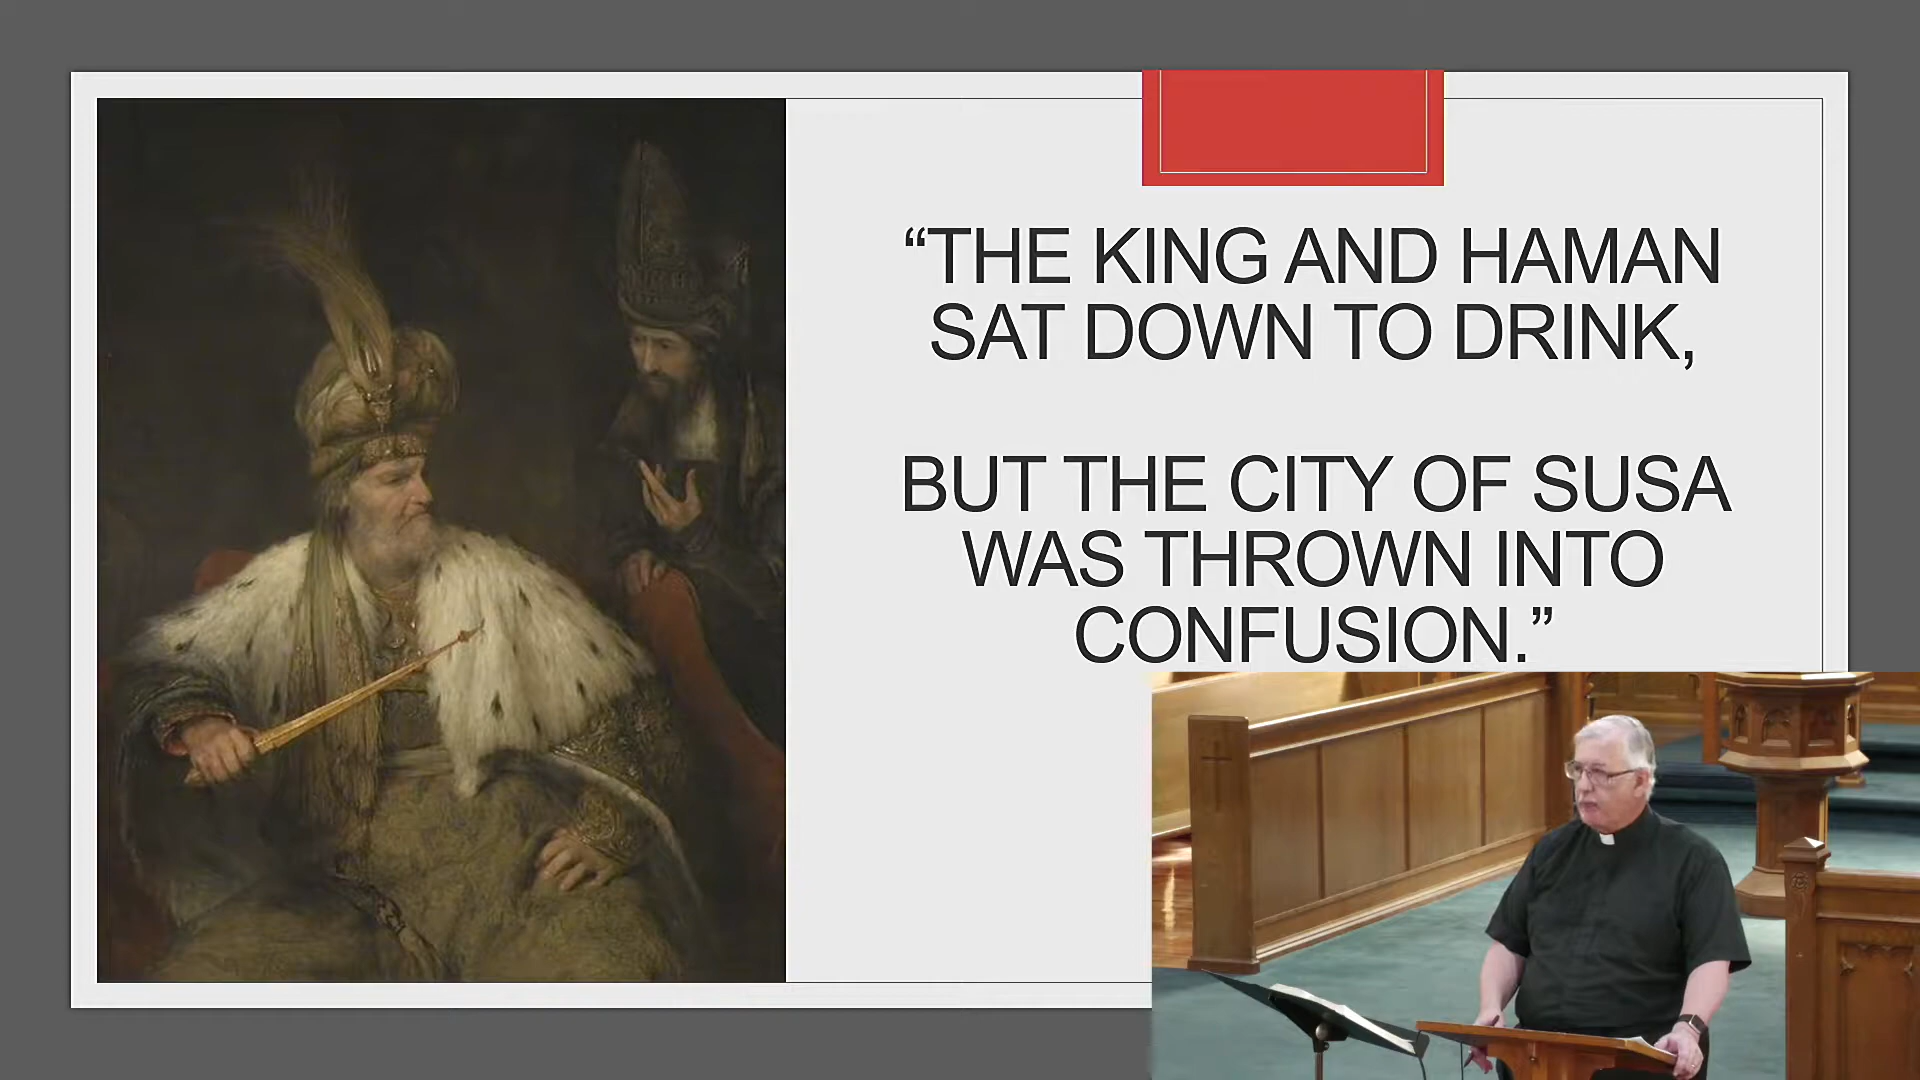 “THE KING AND HAMAN
SAT DOWN TO DRINK,
BUT THE CITY OF SUSA
WAS THROWN INTO
CONFUSION.”